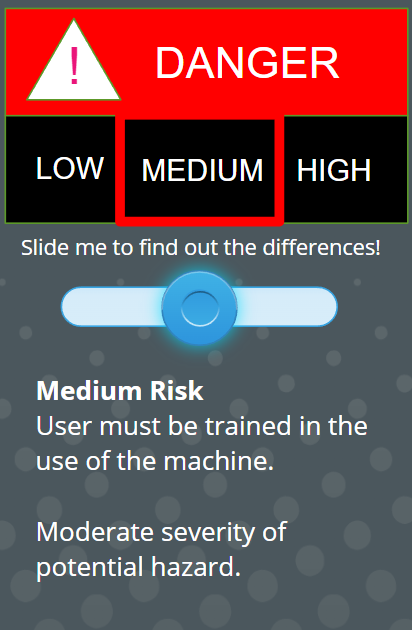 ! DANGER
LOW MEDIUM HIGH
Slide me to find out the differences!
Medium Risk
User must be trained in the
use of the machine.
Moderate severity of
potential hazard.